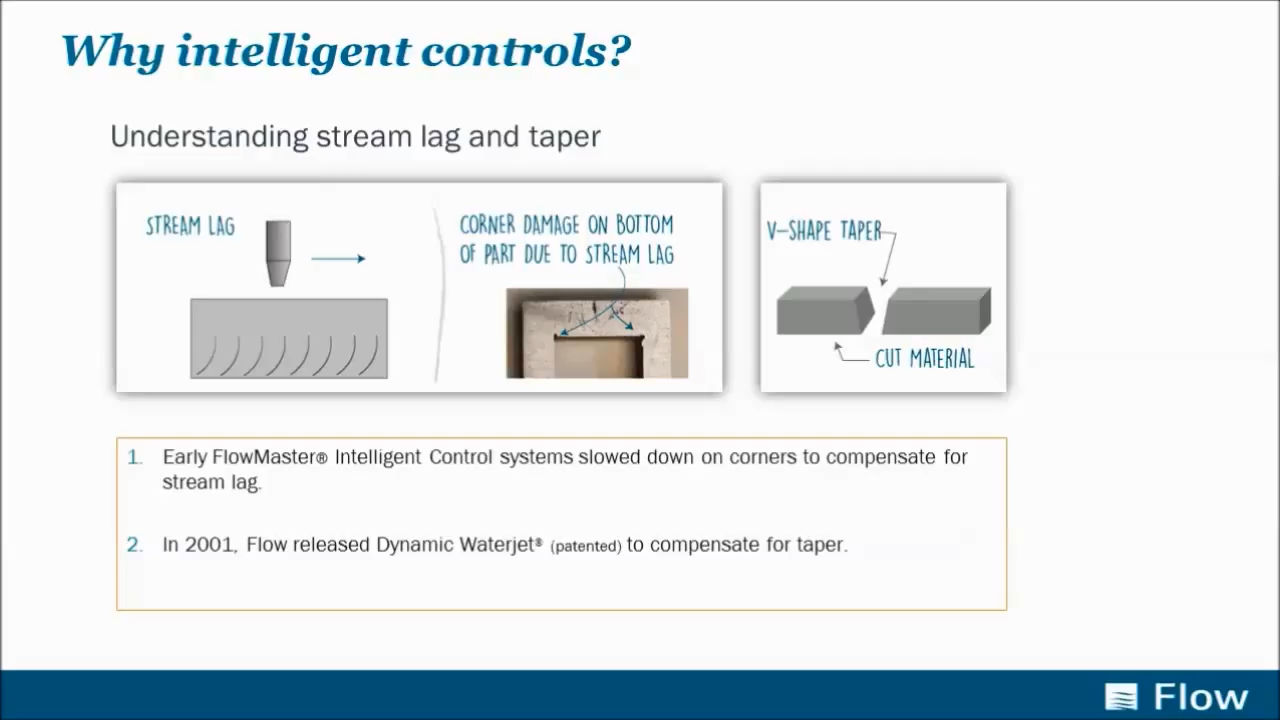 Why intelligent controls?
Understanding stream lag and taper
STREAM LAG
CORNER DAMAGE ON BOTTOM
OF PART DUE TO STREAM LAG
V-SHAPE TAPER
CUT MATERIAL
1. Early FlowMaster® Intelligent Control systems slowed down on corners to compensate for
stream lag.
2. In 2001, Flow released Dynamic Waterjet® (patented) to compensate for taper.
Flow